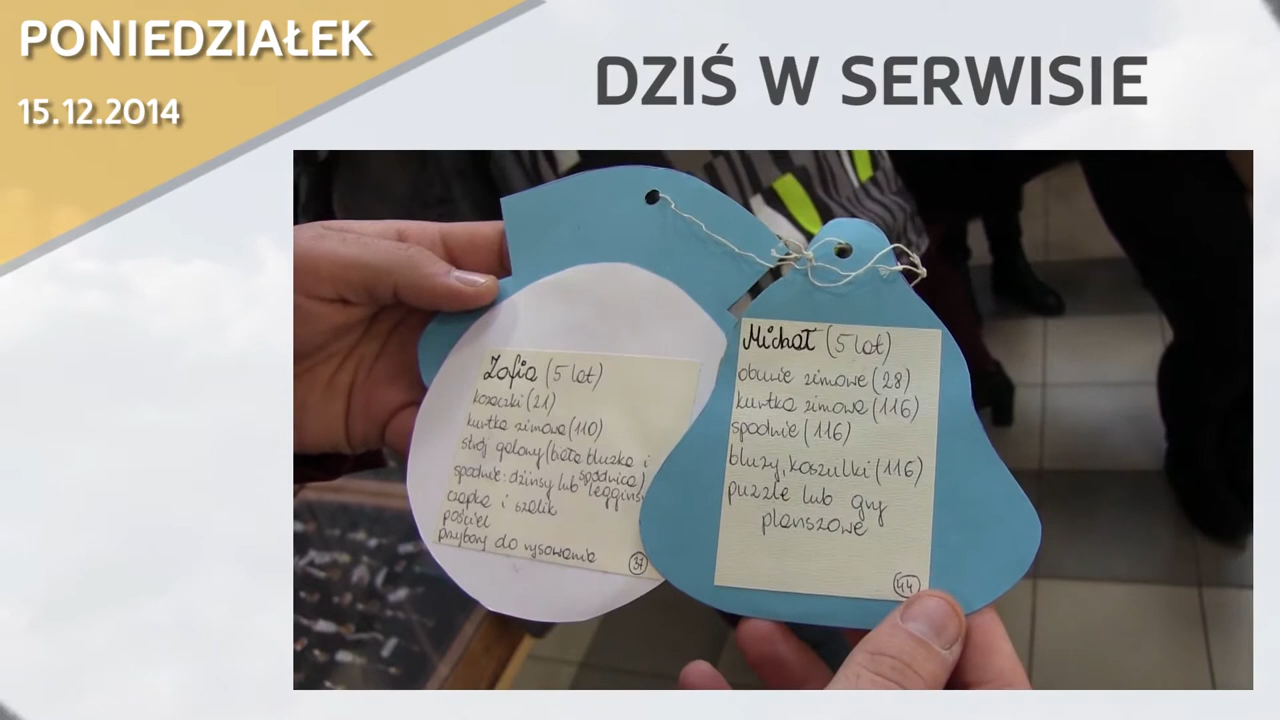 PONIEDZIAŁEK
15.12.2014
DZIŚ W SERWISIE
Zofia (5 lat)
kozaczki (21)
kurtka zimowa (110)
strój galowy (biała bluzka i
spódnica)
spodnie: dżinsy lub legginsy
czapka i szalik
pościel
przybory do rysowania
37
Michał (5 lat)
obuwie zimowe (28)
kurtka zimowa (116)
spodnie (116)
bluzy, koszulki (116)
puzzle lub gry
planszowe
44